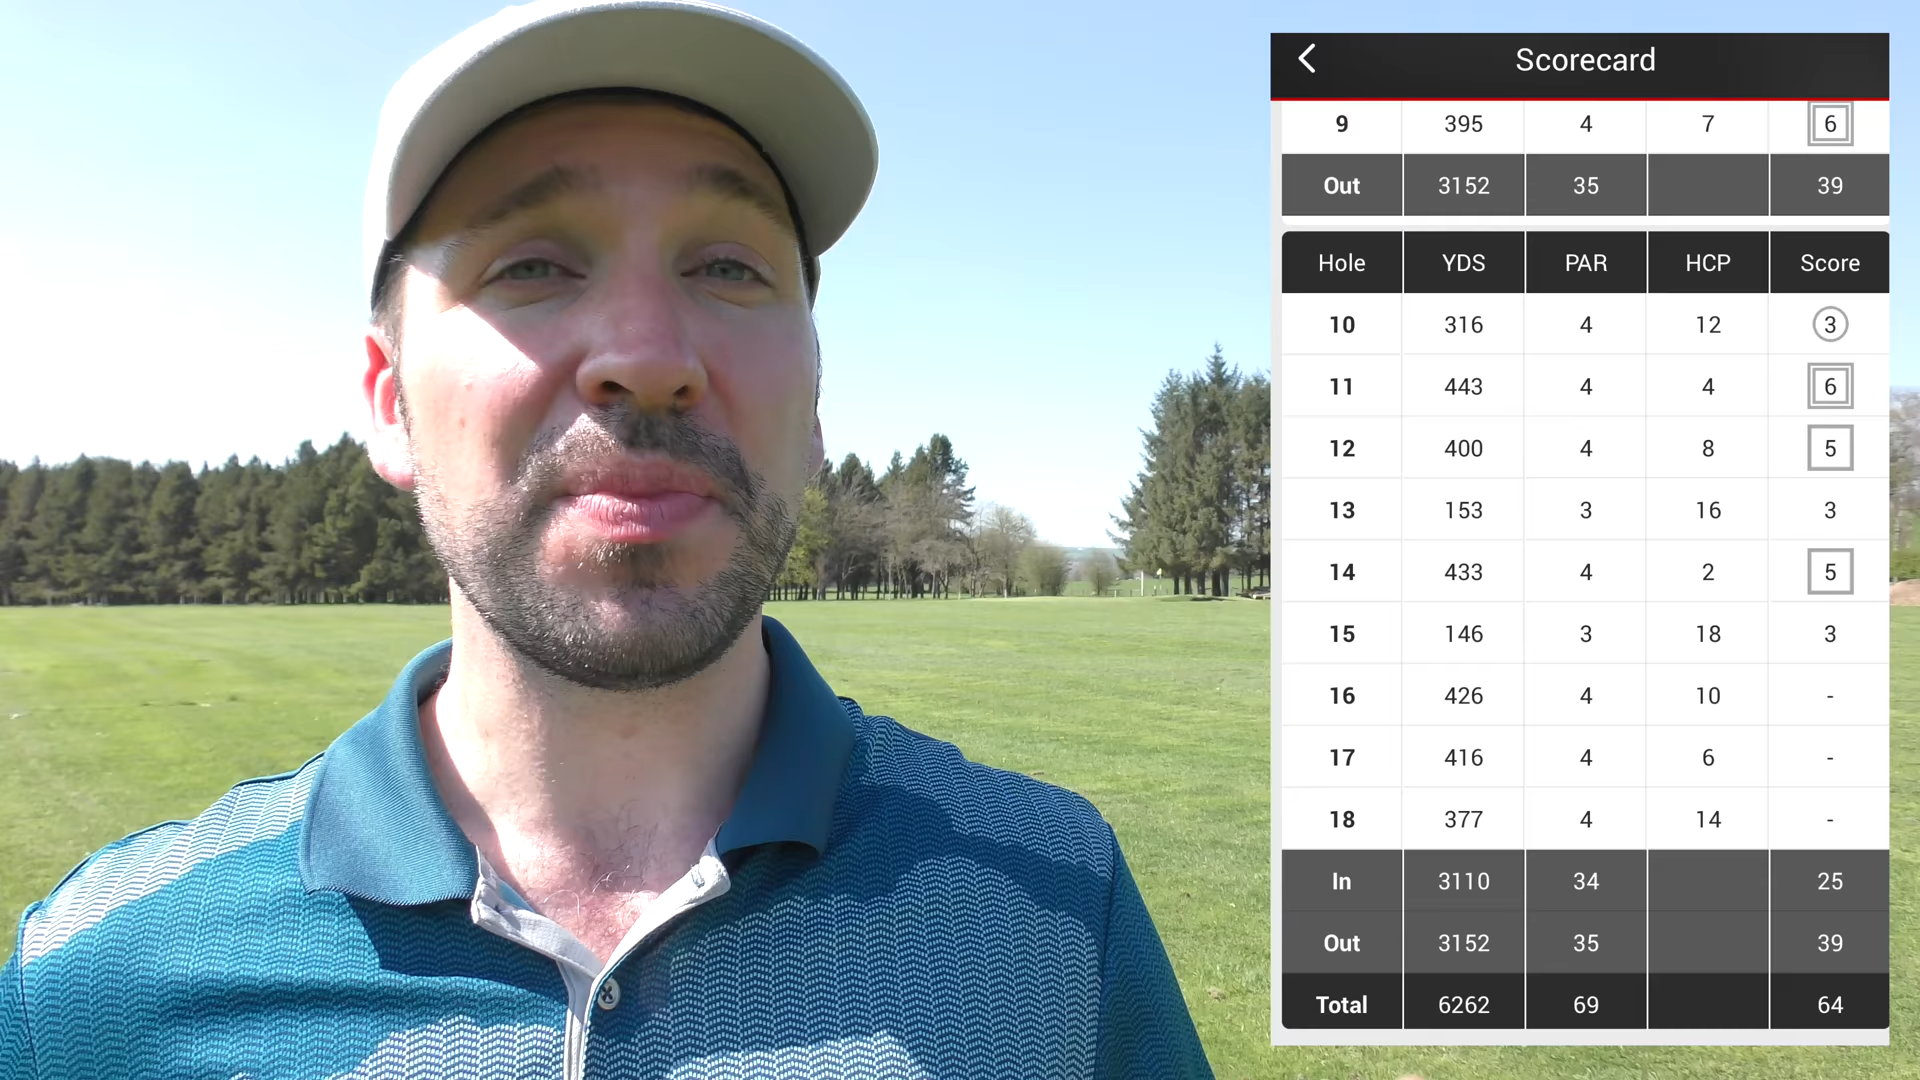 Scorecard
9 395 4 7 6
Out 3152 35 39
Hole YDS PAR HCP Score
10 316 4 12 3
11 443 4 4 6
12 400 4 8 5
13 153 3 16 3
14 433 4 2 5
15 146 3 18 3
16 426 4 10 -
17 416 4 6 -
18 377 4 14 -
In 3110 34 25
Out 3152 35 39
Total 6262 69 64